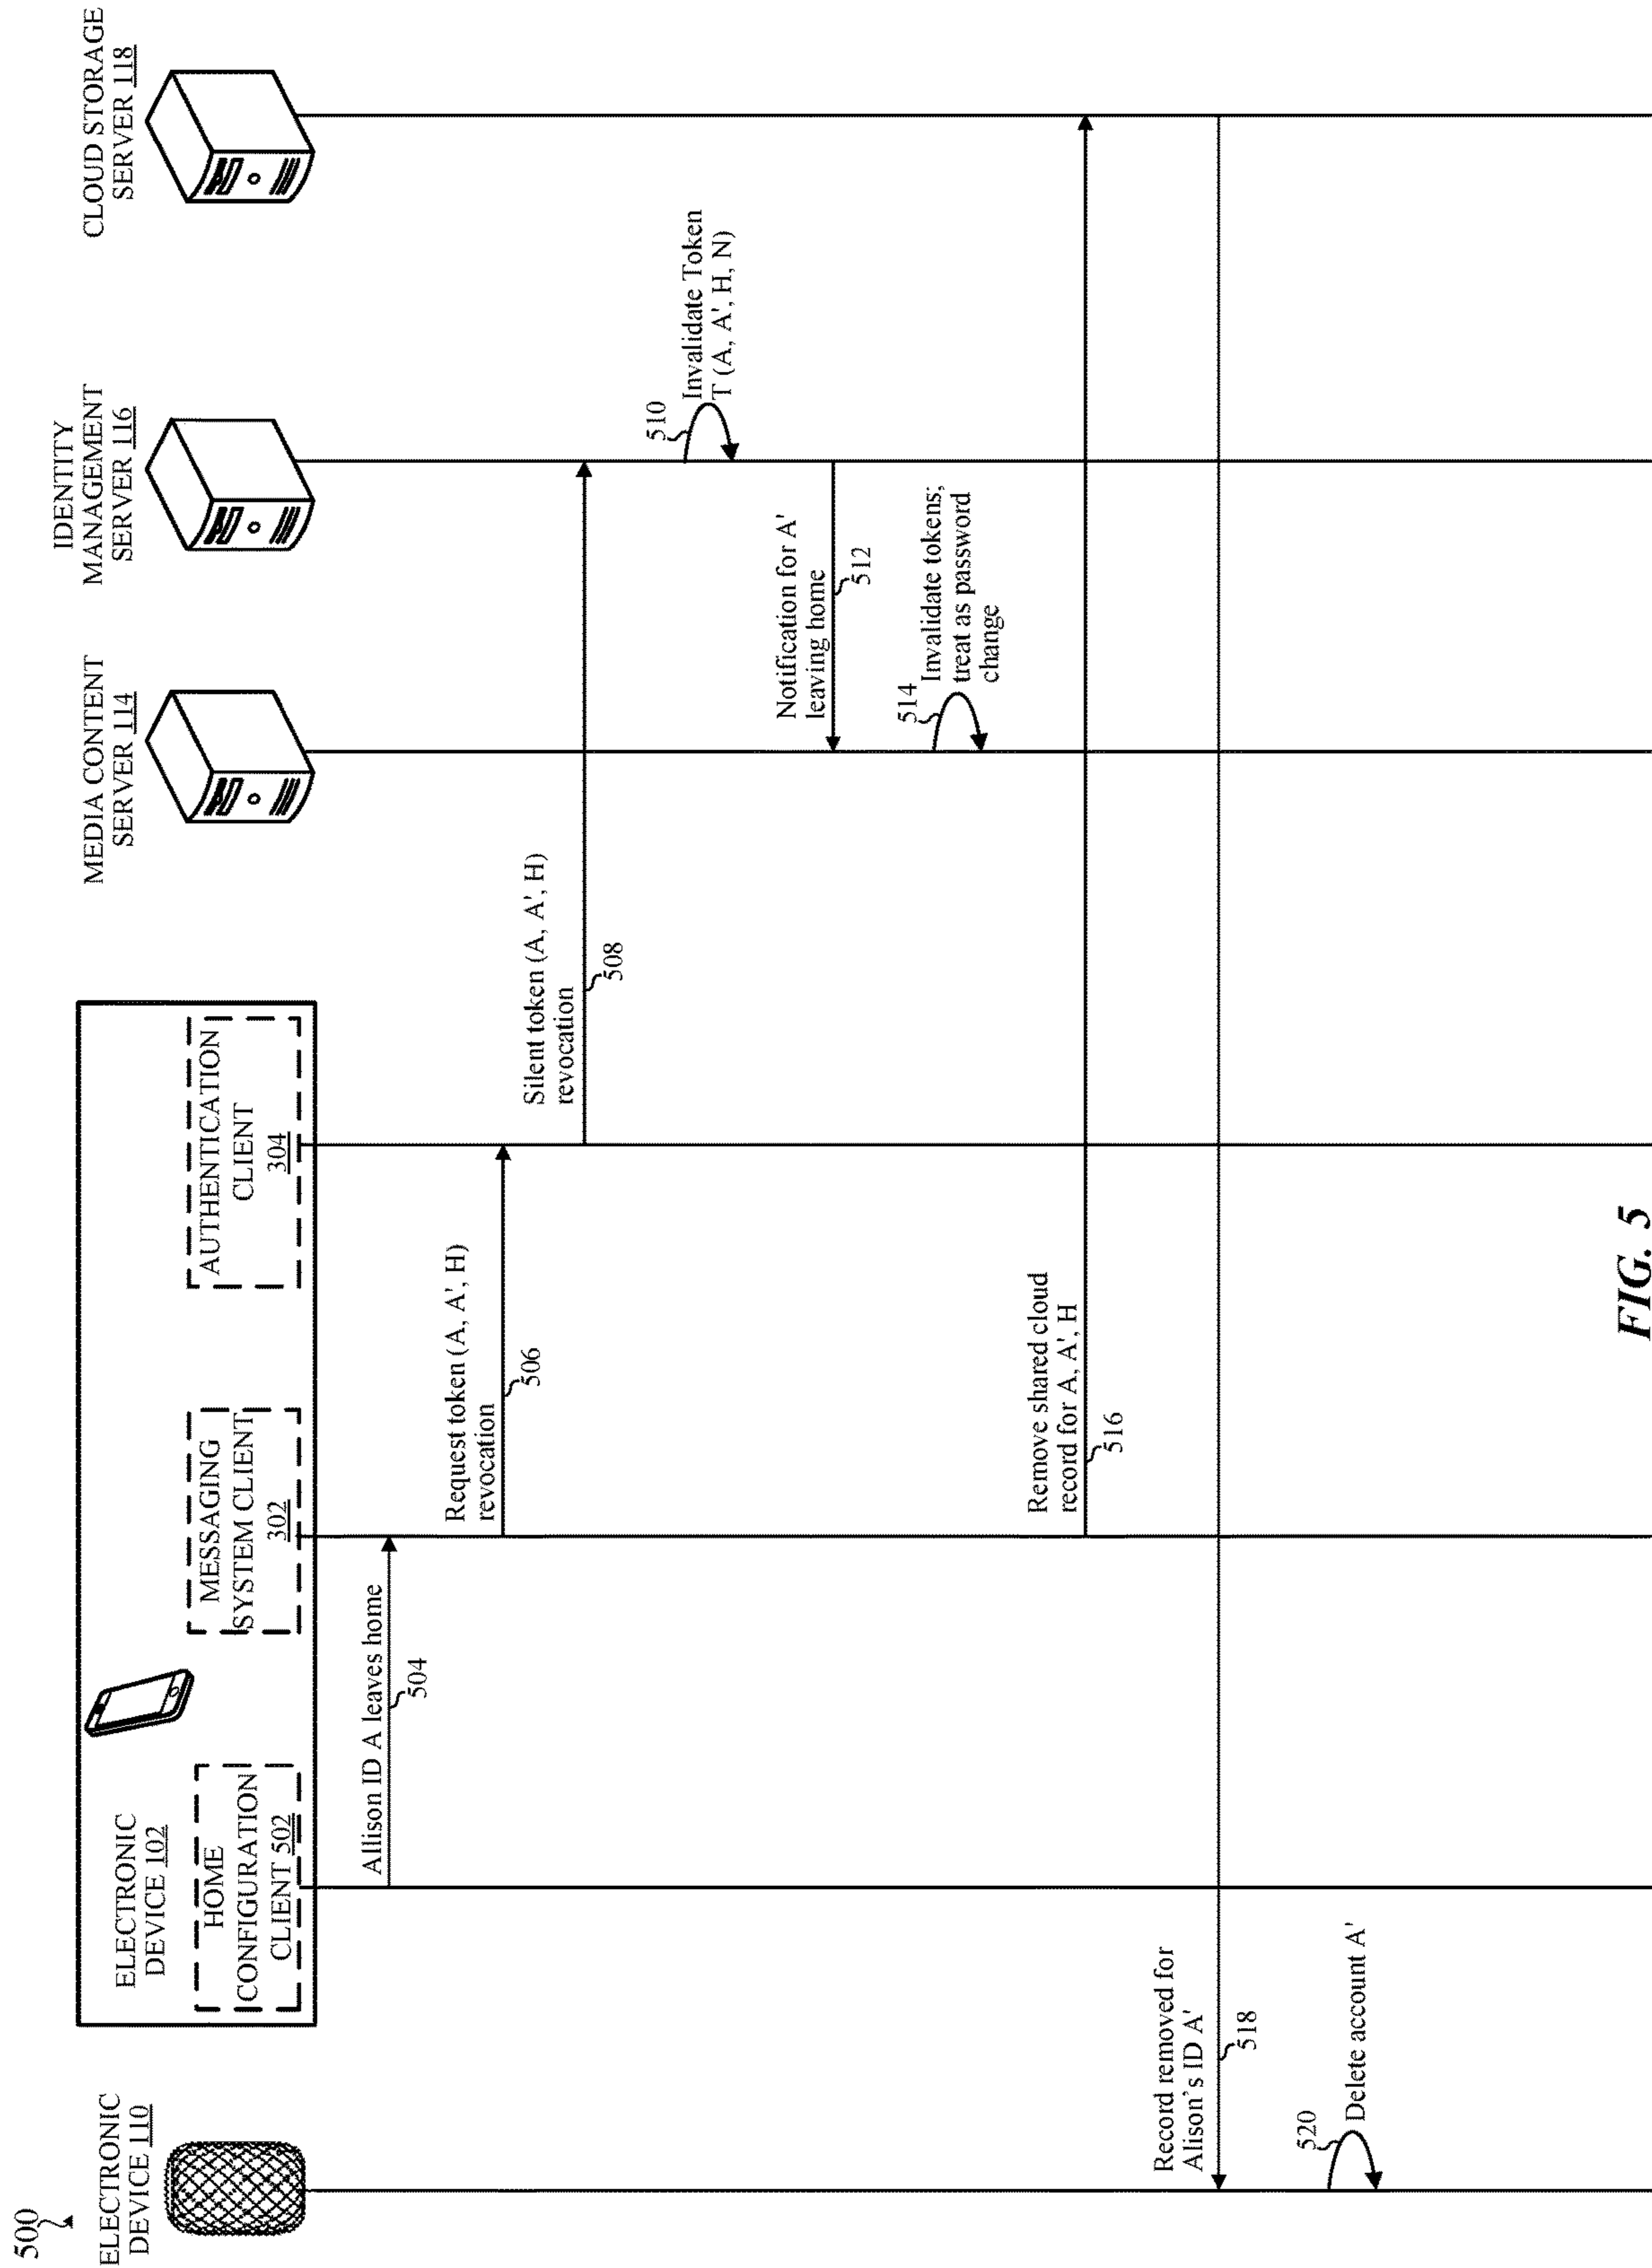 500
ELECTRONIC
DEVICE 110
ELECTRONIC
DEVICE 102
HOME
CONFIGURATION
CLIENT 502
MESSAGING
SYSTEM CLIENT
302
AUTHENTICATION
CLIENT
304
MEDIA CONTENT
SERVER 114
IDENTITY
MANAGEMENT
SERVER 116
CLOUD STORAGE
SERVER 118
Allison ID A leaves home
504
Request token (A, A', H)
revocation
506
Silent token (A, A', H)
revocation
508
510
Invalidate Token
T (A, A', H, N)
Notification for A'
leaving home
512
514
Invalidate tokens;
treat as password
change
Remove shared cloud
record for A, A', H
516
Record removed for
Alison's ID A'
518
520
Delete account A'
FIG. 5